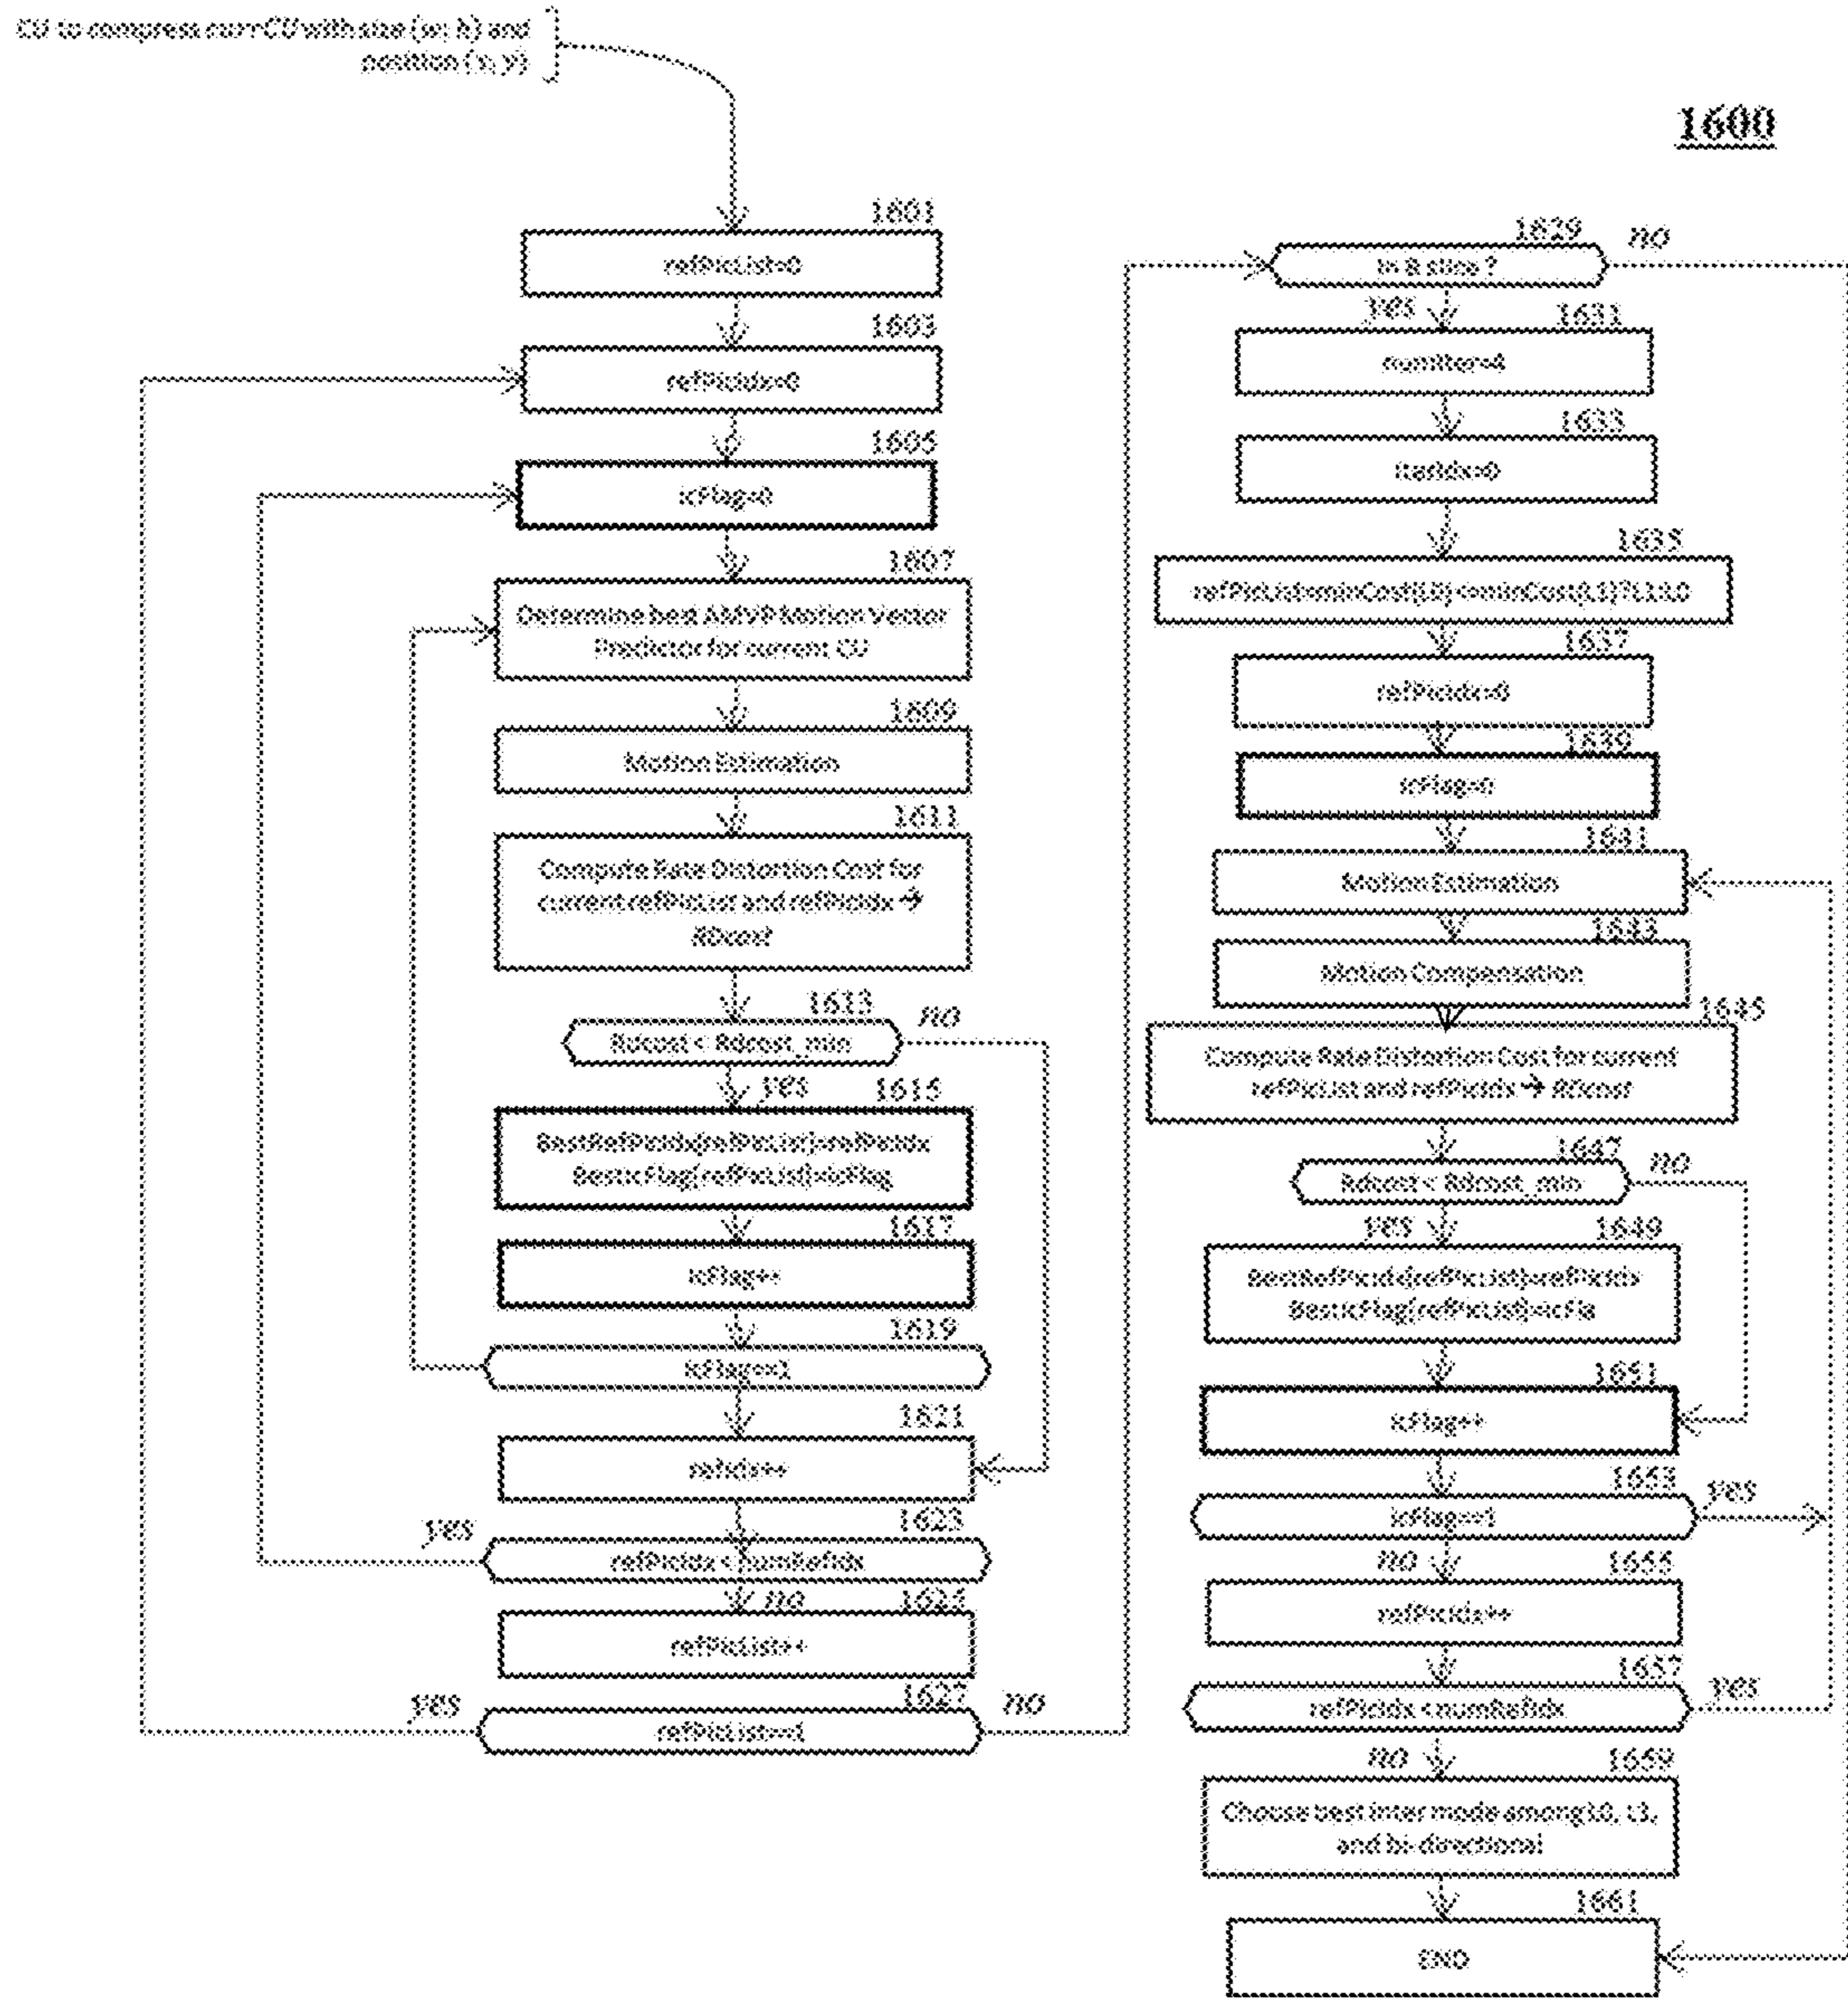 CU to compress currCU with size (w; h) and
position (x; y)
1600
1601
refPicList=0
1603
refPicIdx=0
1605
icFlag=0
1607
Determine best AMVP Motion Vector
Predictor for current CU
1609
Motion Estimation
1611
Compute Rate Distortion Cost for
current refPicList and refPicIdx →
RDcost
1613
Rdcost < Rdcost_min
no
yes
1615
BestRefPicIdx(refPicList)=refPicIdx
BestIcFlag(refPicList)=icFlag
1617
icFlag++
1619
icFlag==1
1621
refIdx++
1623
yes
refPicIdx < numRefIdx
no
1625
refPicList++
1627
yes
refPicList==1
no
1629
In B slice ?
no
yes
1631
numIter=4
1633
iterIdx=0
1635
refPicList=minCost(L0)<=minCost(L1)?L1:L0
1637
refPicIdx=0
1639
icFlag=0
1641
Motion Estimation
1643
Motion Compensation
1645
Compute Rate Distortion Cost for current
refPicList and refPicIdx → RDcost
1647
Rdcost < Rdcost_min
no
yes
1649
BestRefPicIdx(refPicList)=refPicIdx
BestIcFlag(refPicList)=icFla
1651
icFlag++
1653
icFlag==1
yes
no
1655
refPicIdx++
1657
refPicIdx <numRefIdx
yes
no
1659
Choose best inter mode among L0, L1,
and bi-directional
1661
END